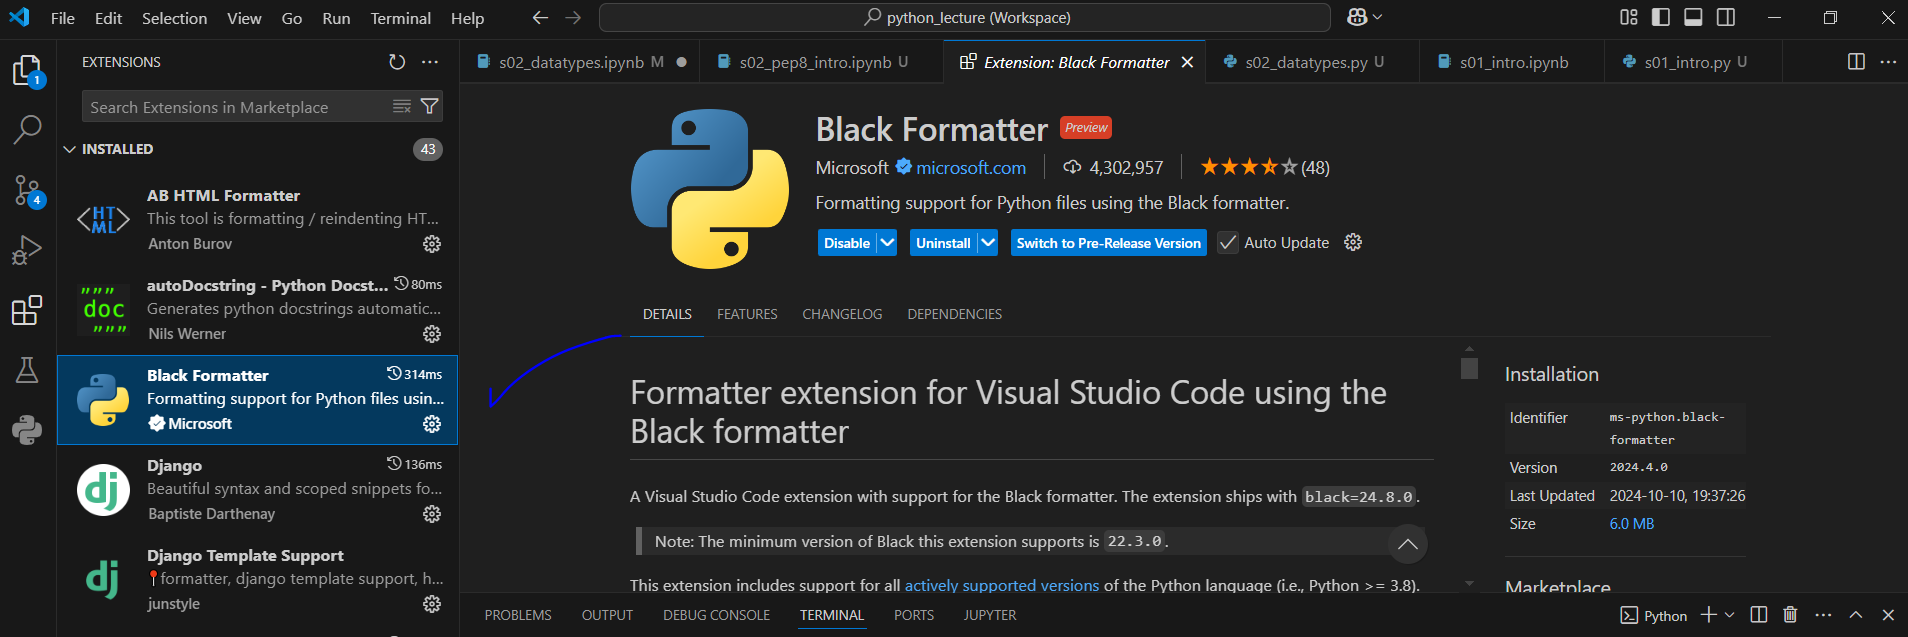 File Edit Selection View Go Run Terminal Help
python_lecture (Workspace)
EXTENSIONS
1
Search Extensions in Marketplace
INSTALLED 43
AB HTML Formatter
This tool is formatting / reindenting HT...
Anton Burov
<HT
ML>
4
autoDocstring - Python Docst... 80ms
Generates python docstrings automatic...
Nils Werner
"""
doc
"""
Black Formatter 314ms
Formatting support for Python files usin...
Microsoft
Django 136ms
Beautiful syntax and scoped snippets fo...
Baptiste Darthenay
dj
Django Template Support
formatter, django template support, h...
junstyle
dj
s02_datatypes.ipynb M ●
s02_pep8_intro.ipynb U
Extension: Black Formatter
s02_datatypes.py U
s01_intro.ipynb
s01_intro.py U
Black Formatter Preview
Microsoft microsoft.com 4,302,957 (48)
Formatting support for Python files using the Black formatter.
Disable Uninstall Switch to Pre-Release Version Auto Update
DETAILS FEATURES CHANGELOG DEPENDENCIES
Formatter extension for Visual Studio Code using the
Black formatter
A Visual Studio Code extension with support for the Black formatter. The extension ships with black=24.8.0.
Note: The minimum version of Black this extension supports is 22.3.0.
This extension includes support for all actively supported versions of the Python language (i.e., Python >= 3.8).
Installation
Identifier ms-python.black-
formatter
Version 2024.4.0
Last Updated 2024-10-10, 19:37:26
Size 6.0 MB
Marketplace
PROBLEMS OUTPUT DEBUG CONSOLE TERMINAL PORTS JUPYTER
Python